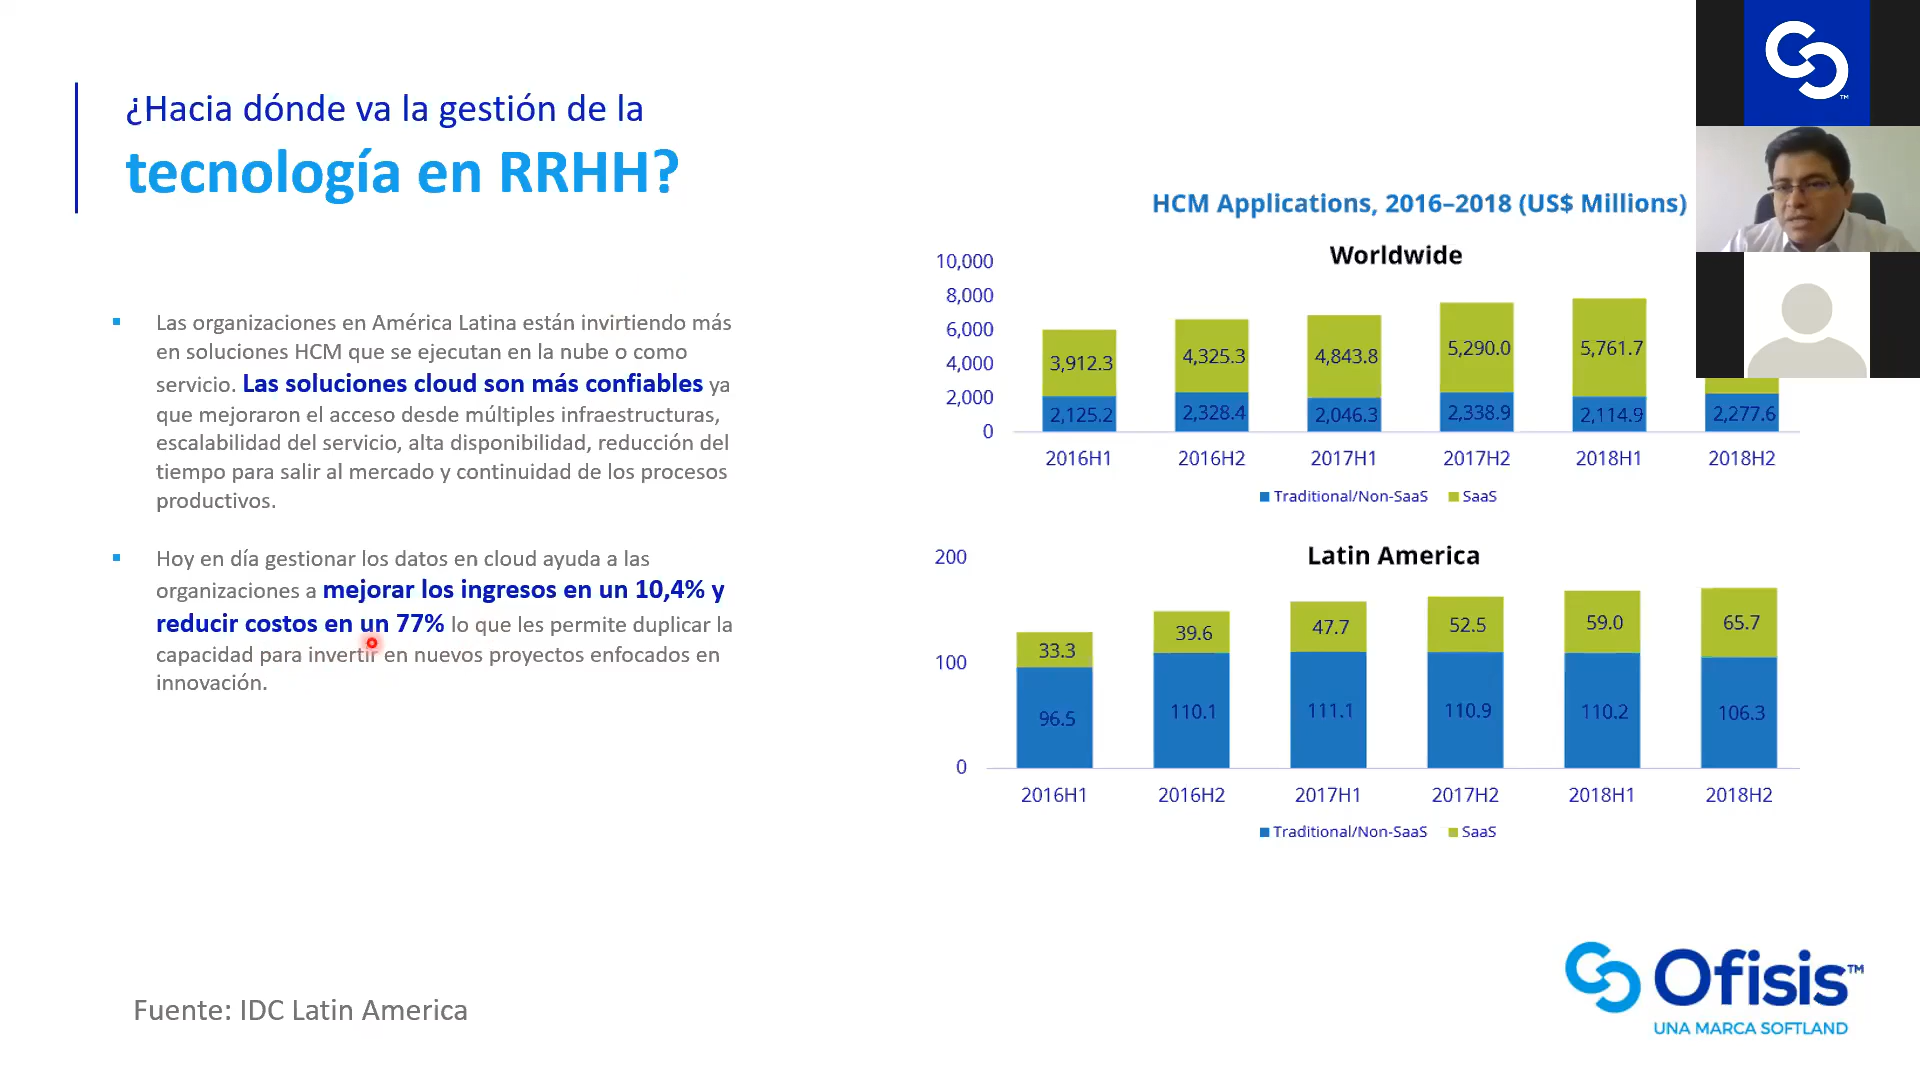 ¿Hacia dónde va la gestión de la
tecnología en RRHH?
Las organizaciones en América Latina están invirtiendo más
en soluciones HCM que se ejecutan en la nube o como
servicio. Las soluciones cloud son más confiables ya
que mejoraron el acceso desde múltiples infraestructuras,
escalabilidad del servicio, alta disponibilidad, reducción del
tiempo para salir al mercado y continuidad de los procesos
productivos.
Hoy en día gestionar los datos en cloud ayuda a las
organizaciones a mejorar los ingresos en un 10,4% y
reducir costos en un 77% lo que les permite duplicar la
capacidad para invertir en nuevos proyectos enfocados en
innovación.
Fuente: IDC Latin America
HCM Applications, 2016–2018 (US$ Millions)
Worldwide
10,000
8,000
6,000
4,000
2,000
0
3,912.3 4,325.3 4,843.8 5,290.0 5,761.7
2,125.2 2,328.4 2,046.3 2,338.9 2,114.9 2,277.6
2016H1 2016H2 2017H1 2017H2 2018H1 2018H2
Traditional/Non-SaaS SaaS
Latin America
200
100
0
33.3 39.6 47.7 52.5 59.0 65.7
96.5 110.1 111.1 110.9 110.2 106.3
2016H1 2016H2 2017H1 2017H2 2018H1 2018H2
Traditional/Non-SaaS SaaS
Ofisis™
UNA MARCA SOFTLAND
™